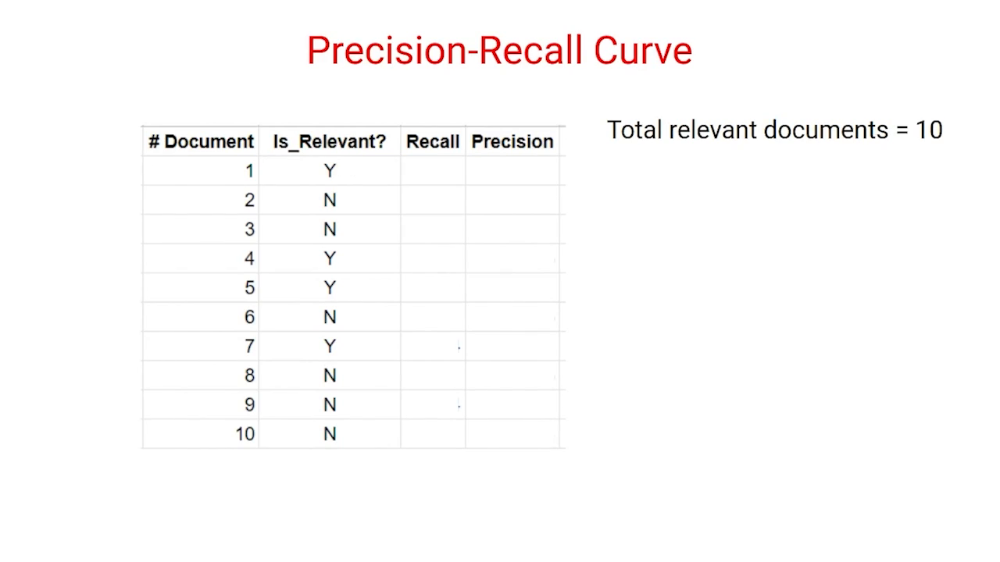 Precision-Recall Curve
Total relevant documents = 10
# Document Is_Relevant? Recall Precision
1 Y
2 N
3 N
4 Y
5 Y
6 N
7 Y
8 N
9 N
10 N